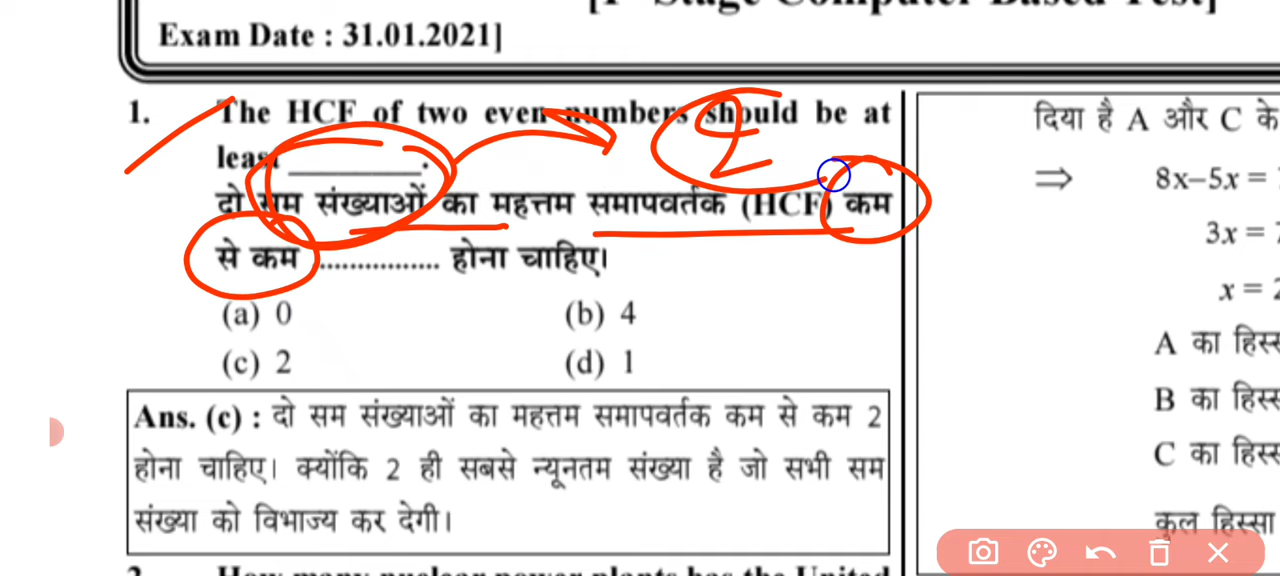 Exam Date : 31.01.2021]
1. The HCF of two even numbers should be at
least ________.
दो सम संख्याओं का महत्तम समापवर्तक (HCF) कम
से कम ................ होना चाहिए।
2
(a) 0 (b) 4
(c) 2 (d) 1
Ans. (c) : दो सम संख्याओं का महत्तम समापवर्तक कम से कम 2
होना चाहिए। क्योंकि 2 ही सबसे न्यूनतम संख्या है जो सभी सम
संख्या को विभाज्य कर देगी।
दिया है A और C के
⇒ 8x–5x =
3x =
x = 2
A का
B का
C का
कुल हिस्सा